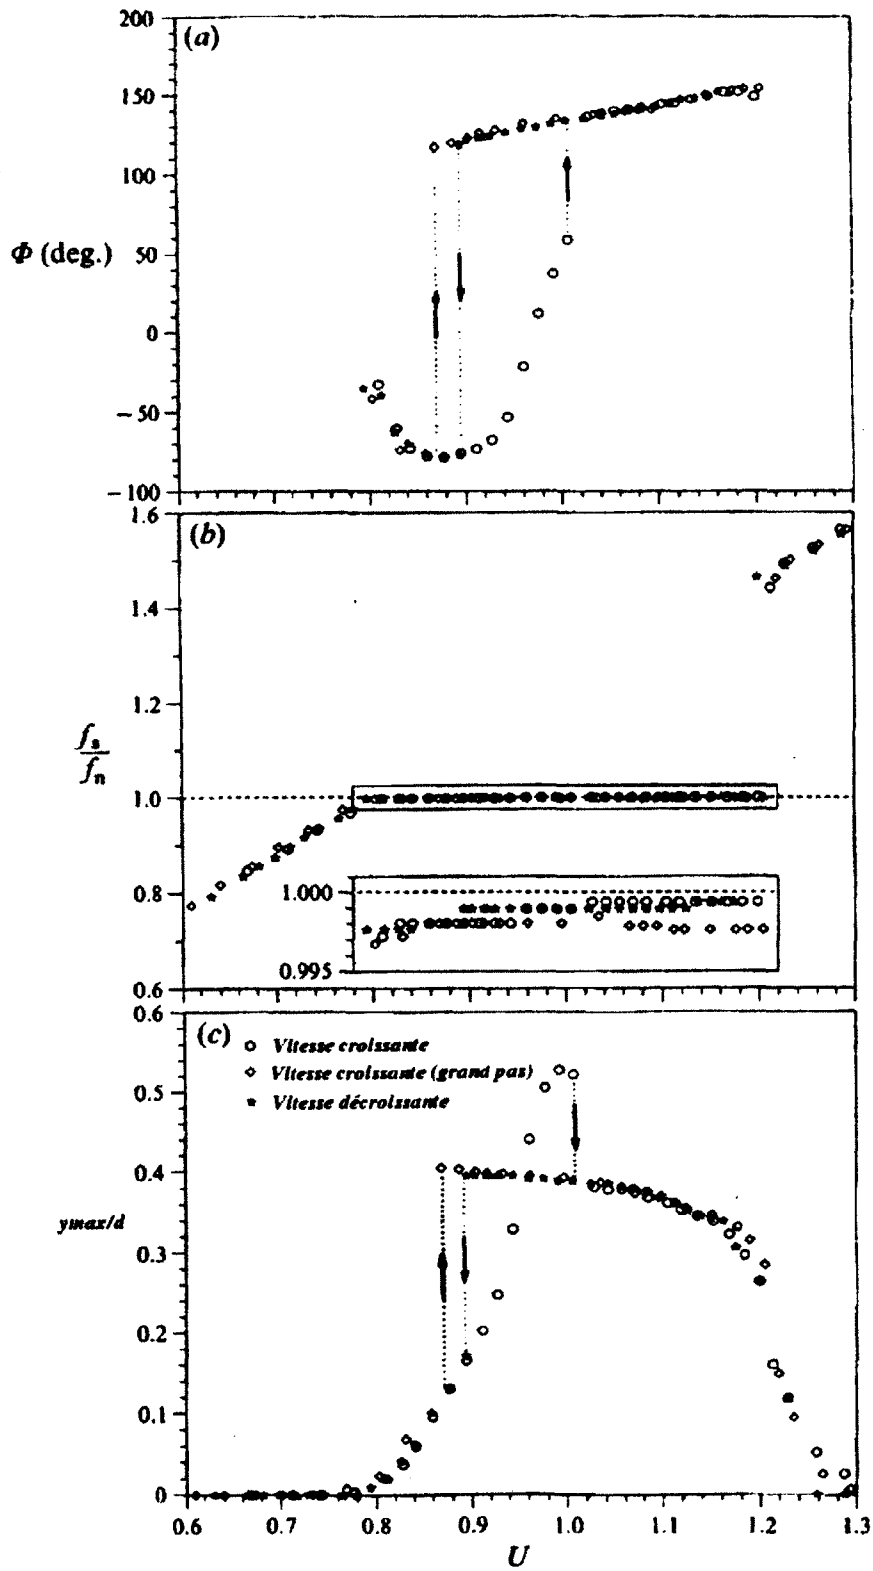 200
(a)
150
100
Φ (deg.) 50
0
−50
−100
1.6
(b)
1.4
1.2
f_s
f_n
1.0
1.000
0.8
0.995
0.6
0.6
(c)
Vitesse croissante
0.5
Vitesse croissante (grand pas)
Vitesse décroissante
0.4
ymax/d
0.3
0.2
0.1
0
0.6 0.7 0.8 0.9 1.0 1.1 1.2 1.3
U